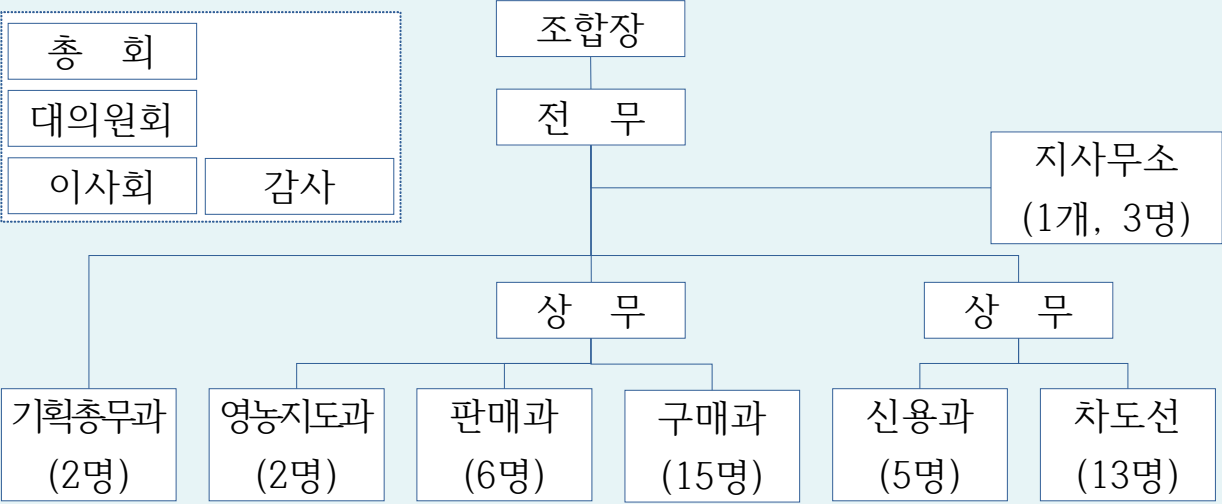 총 회
대의원회
이사회 감사
조합장
전 무
지사무소
(1개, 3명)
상 무
상 무
기획총무과
(2명)
영농지도과
(2명)
판매과
(6명)
구매과
(15명)
신용과
(5명)
차도선
(13명)